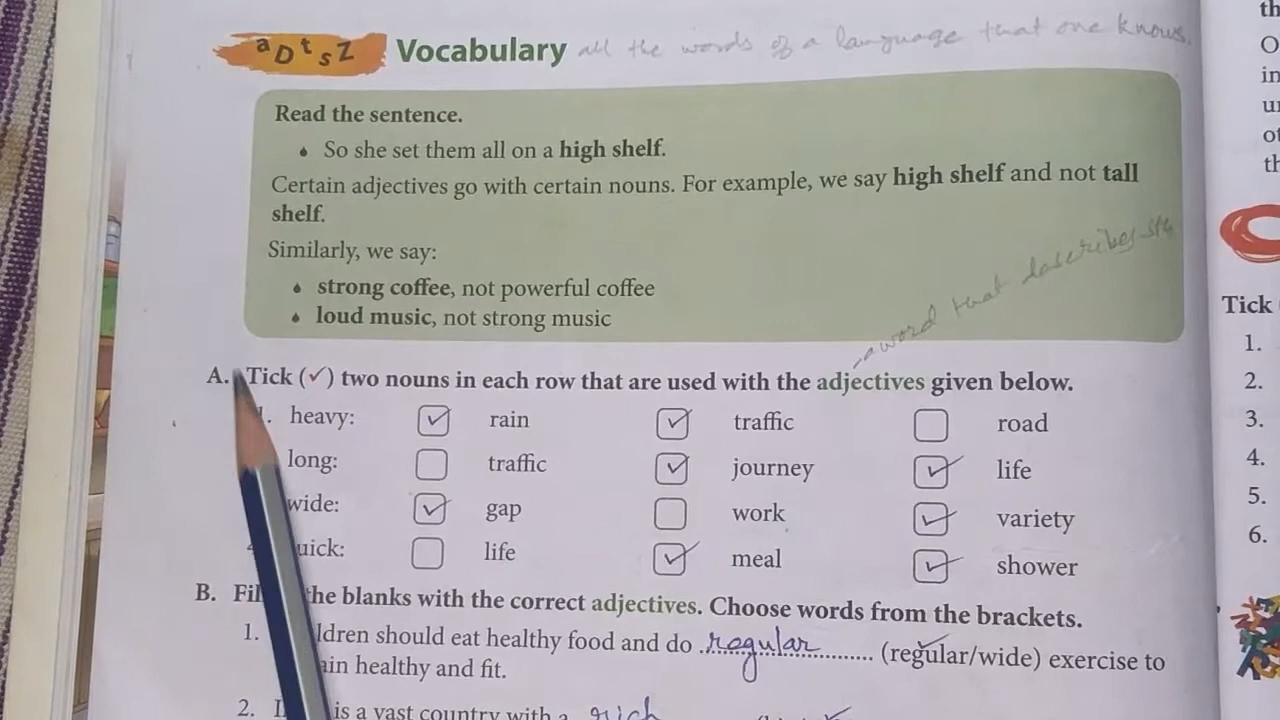 aDtsZ Vocabulary all the words of a language that one knows.
Read the sentence.
So she set them all on a high shelf.
Certain adjectives go with certain nouns. For example, we say high shelf and not tall
shelf.
Similarly, we say:
strong coffee, not powerful coffee
loud music, not strong music
a word that describes
A. Tick (✓) two nouns in each row that are used with the adjectives given below.
heavy: ✓ rain ✓ traffic road
long: traffic ✓ journey ✓ life
wide: ✓ gap work ✓ variety
uick: life ✓ meal ✓ shower
B. Fil the blanks with the correct adjectives. Choose words from the brackets.
1. ldren should eat healthy food and do regular (regular/wide) exercise to
ain healthy and fit.
2. is a vast country with a rich
th
O
in
of
th
Tick
1.
2.
3.
4.
5.
6.